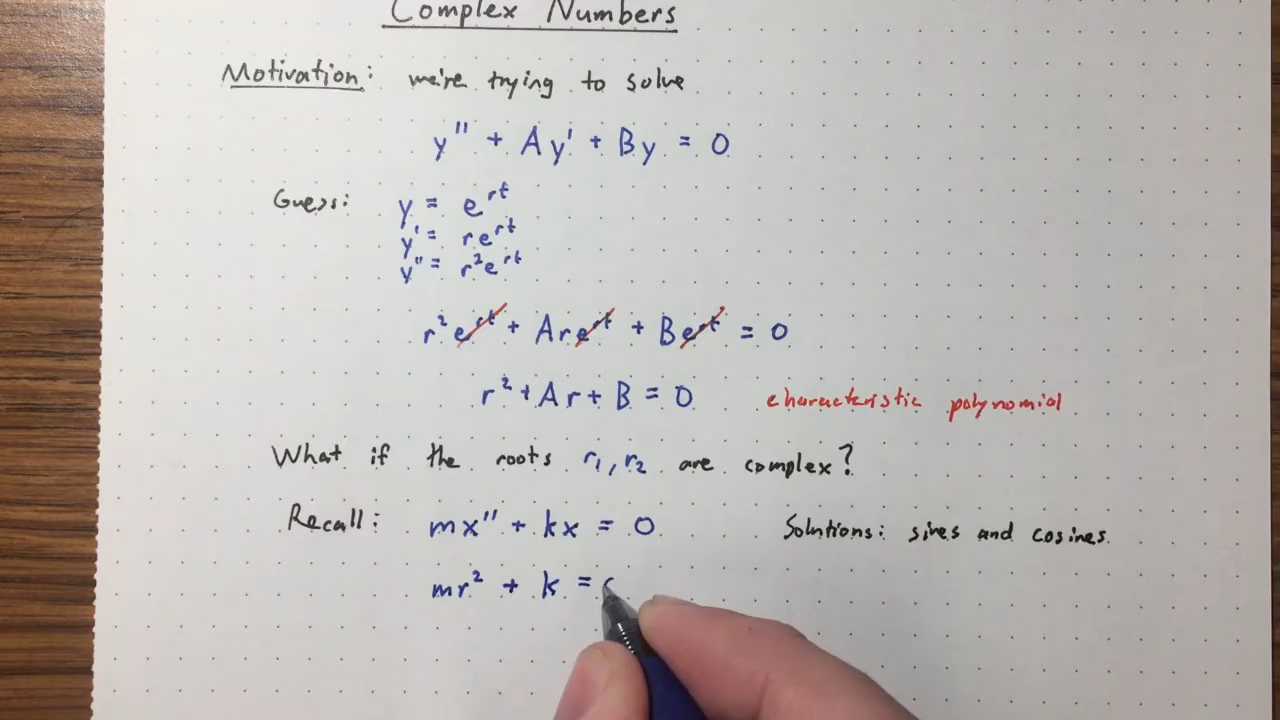 Complex Numbers
Motivation: we're trying to solve
y'' + Ay' + By = 0
Guess: y = e^rt
y' = re^rt
y'' = r²e^rt
r²e^rt + Are^rt + Be^rt = 0
r² + Ar + B = 0 characteristic polynomial
What if the roots r₁, r₂ are complex?
Recall: mx'' + kx = 0 Solutions: sines and cosines.
mr² + k =